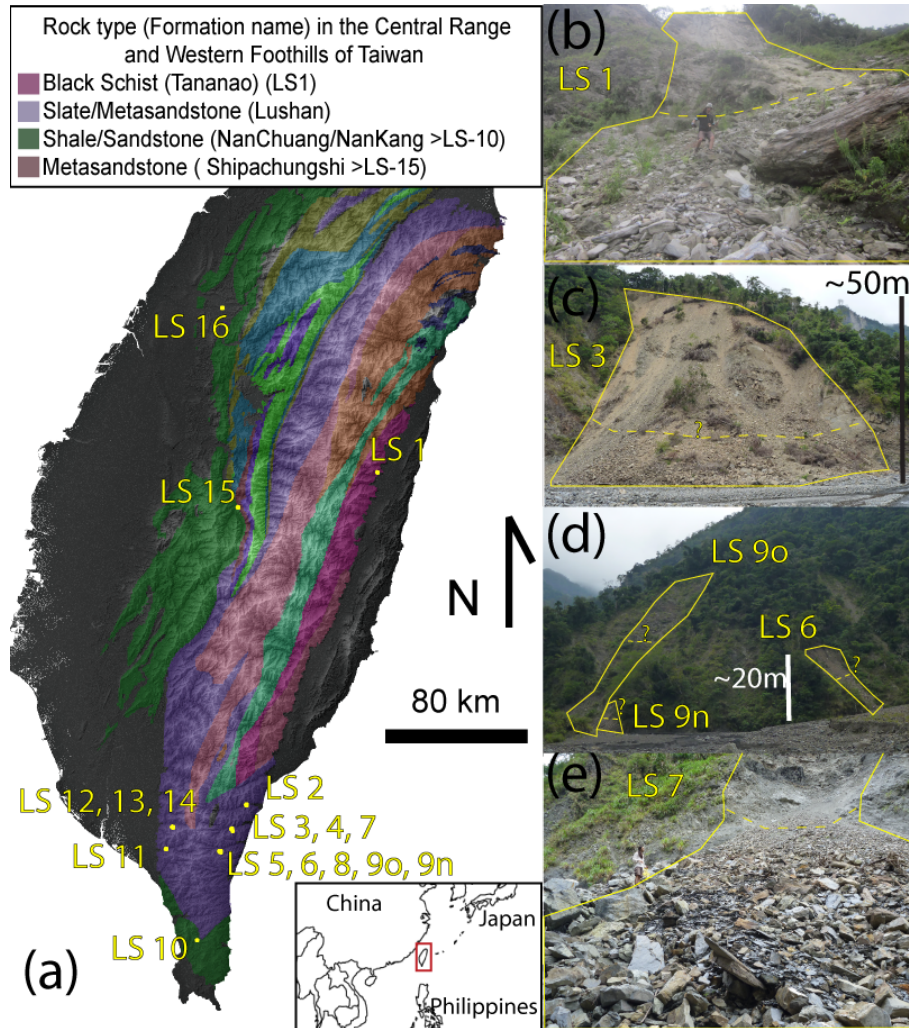 Rock type (Formation name) in the Central Range
and Western Foothills of Taiwan
Black Schist (Tananao) (LS1)
Slate/Metasandstone (Lushan)
Shale/Sandstone (NanChuang/NanKang >LS-10)
Metasandstone ( Shipachungshi >LS-15)
LS 16
LS 1
LS 15
N
80 km
LS 12, 13, 14
LS 2
LS 3, 4, 7
LS 11
LS 5, 6, 8, 9o, 9n
LS 10
(a)
China
Japan
Philippines
(b)
LS 1
(c)
~50m
LS 3
?
(d)
LS 9o
LS 6
?
?
~20m
?
LS 9n
(e)
LS 7